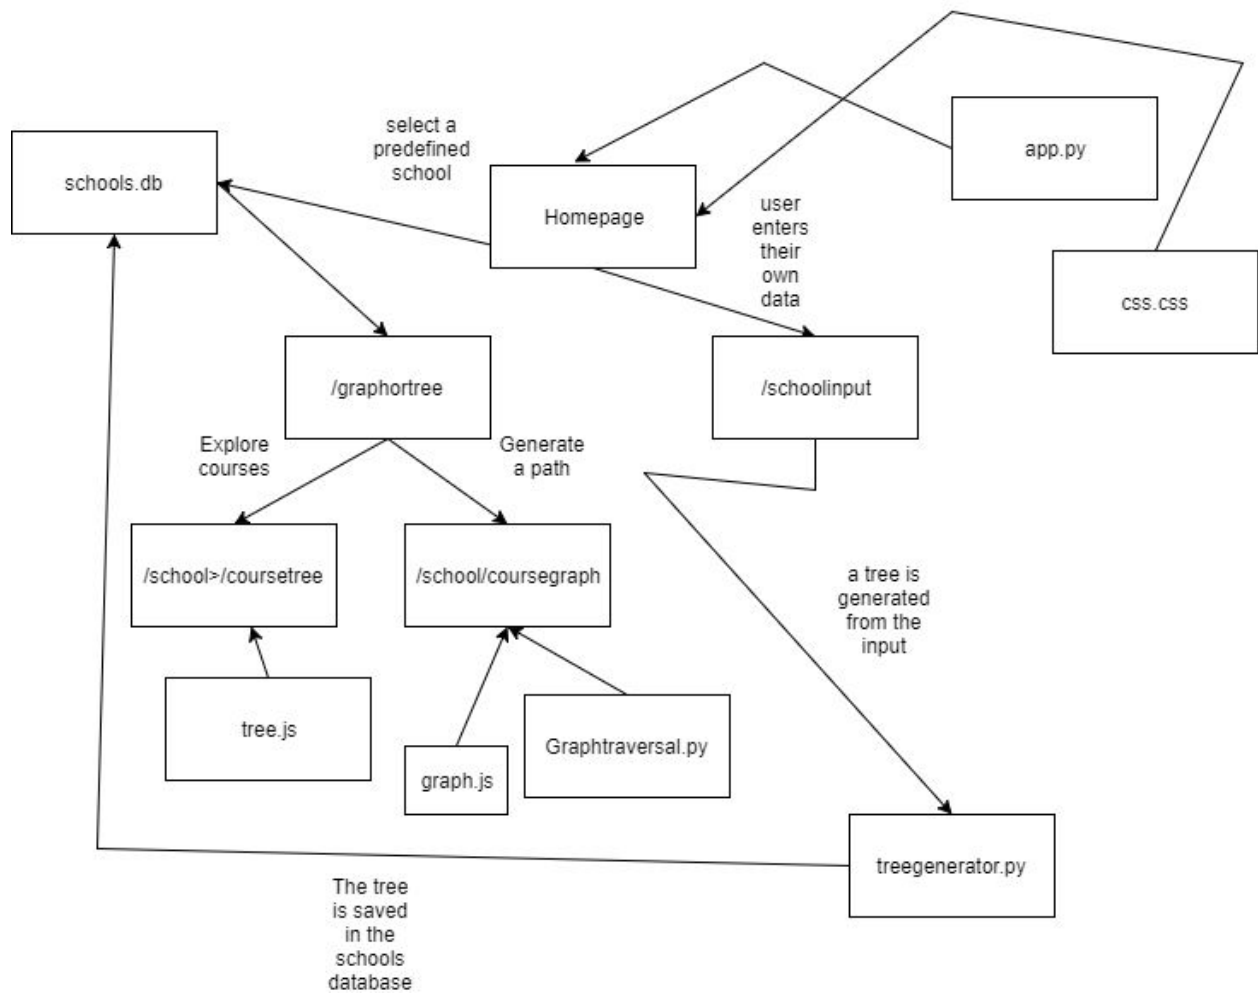 select a
predefined
school
app.py
schools.db
Homepage
user
enters
their
own
data
css.css
/graphortree
/schoolinput
Explore
courses
Generate
a path
/school>/coursetree
/school/coursegraph
a tree is
generated
from the
input
tree.js
Graphtraversal.py
graph.js
treegenerator.py
The tree
is saved
in the
schools
database